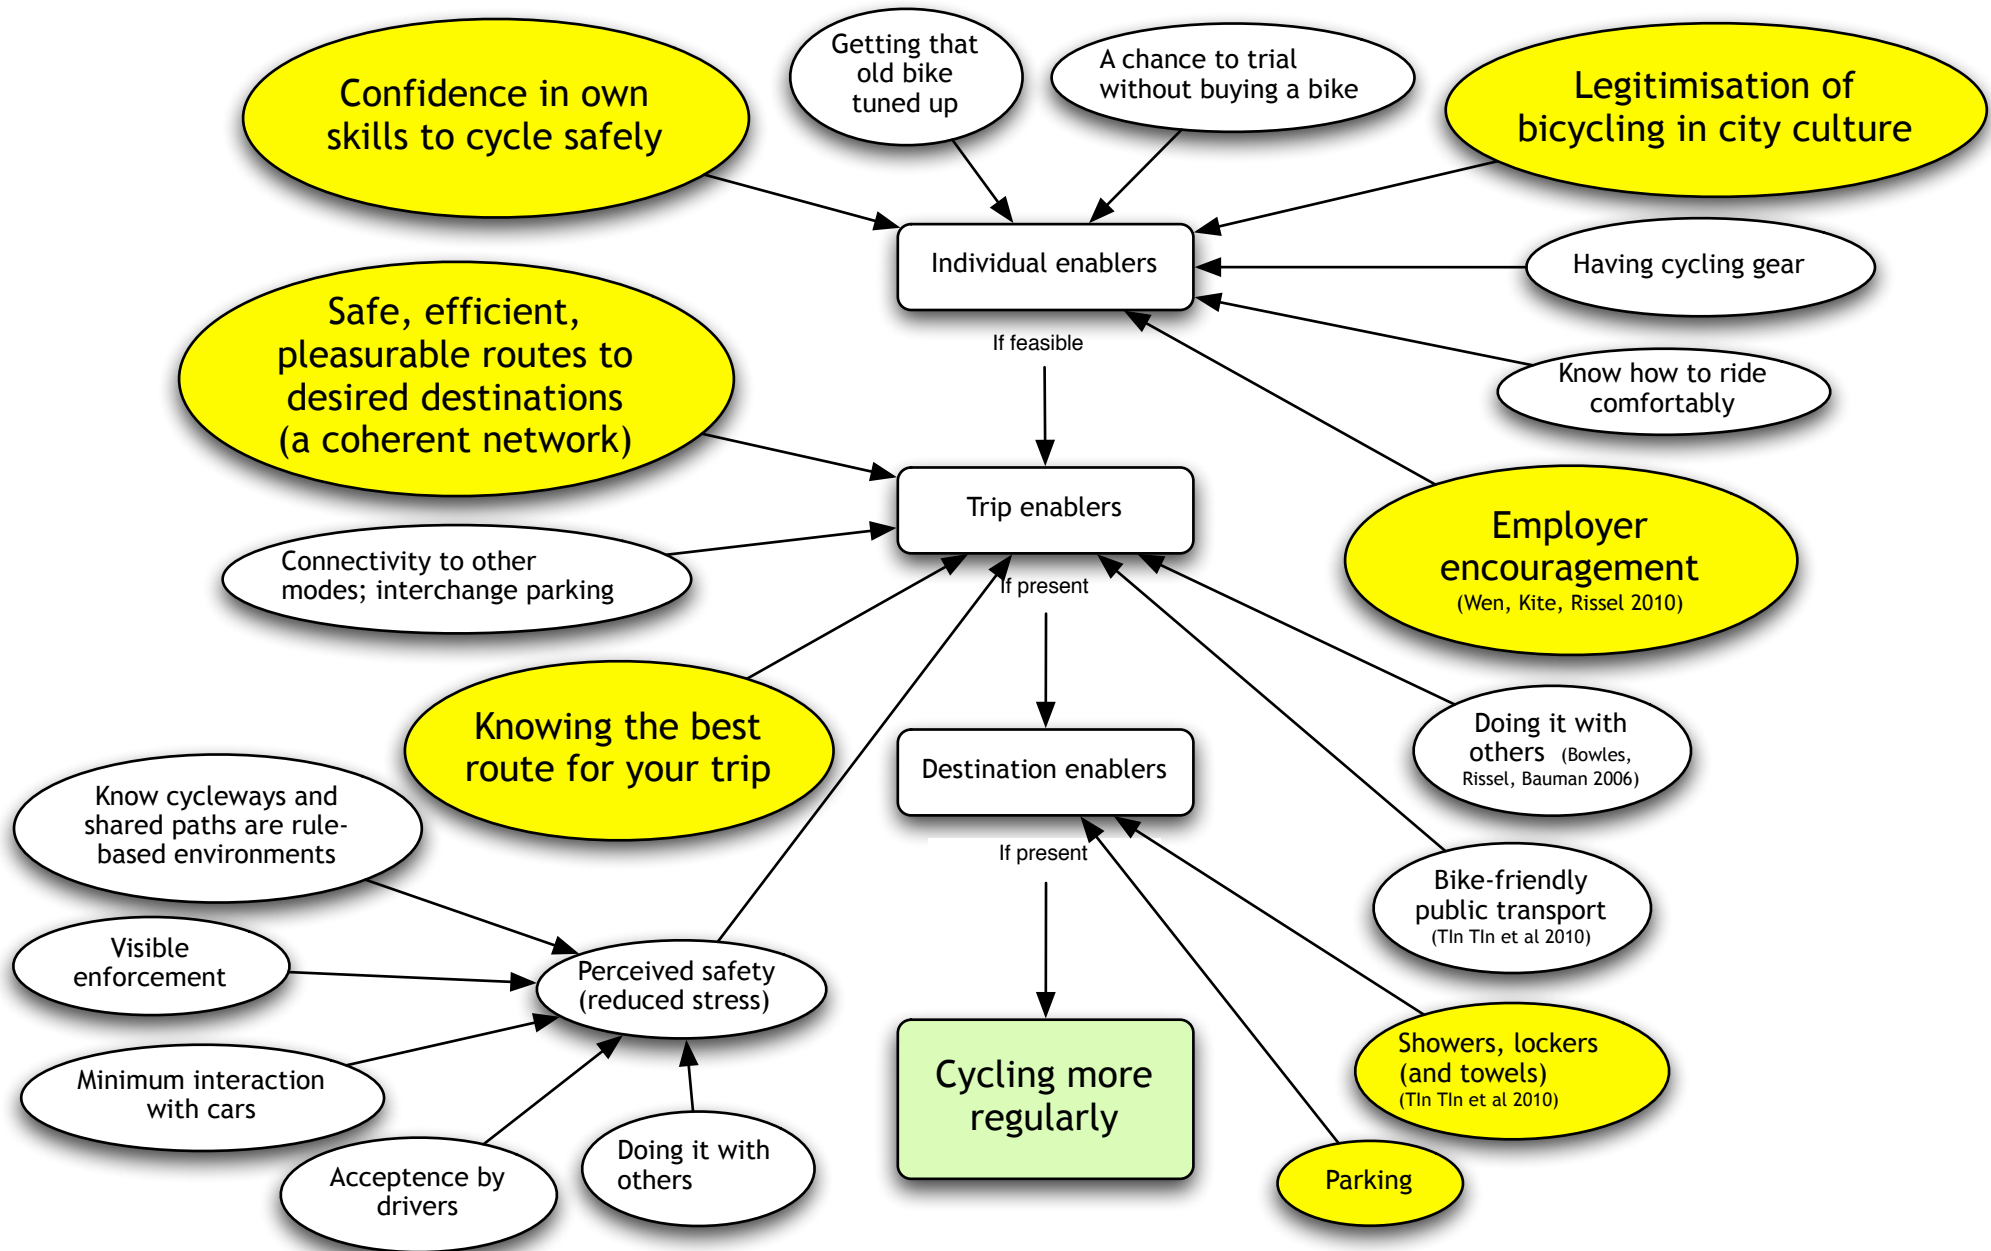 Getting that
old bike
tuned up
A chance to trial
without buying a bike
Confidence in own
skills to cycle safely
Legitimisation of
bicycling in city culture
Individual enablers
Having cycling gear
Safe, efficient,
pleasurable routes to
desired destinations
(a coherent network)
If feasible
Know how to ride
comfortably
Trip enablers
Employer
encouragement
(Wen, Kite, Rissel 2010)
Connectivity to other
modes; interchange parking
If present
Knowing the best
route for your trip
Doing it with
others (Bowles,
Rissel, Bauman 2006)
Destination enablers
Know cycleways and
shared paths are rule-
based environments
If present
Bike-friendly
public transport
(TIn TIn et al 2010)
Visible
enforcement
Perceived safety
(reduced stress)
Minimum interaction
with cars
Cycling more
regularly
Showers, lockers
(and towels)
(TIn TIn et al 2010)
Acceptence by
drivers
Doing it with
others
Parking